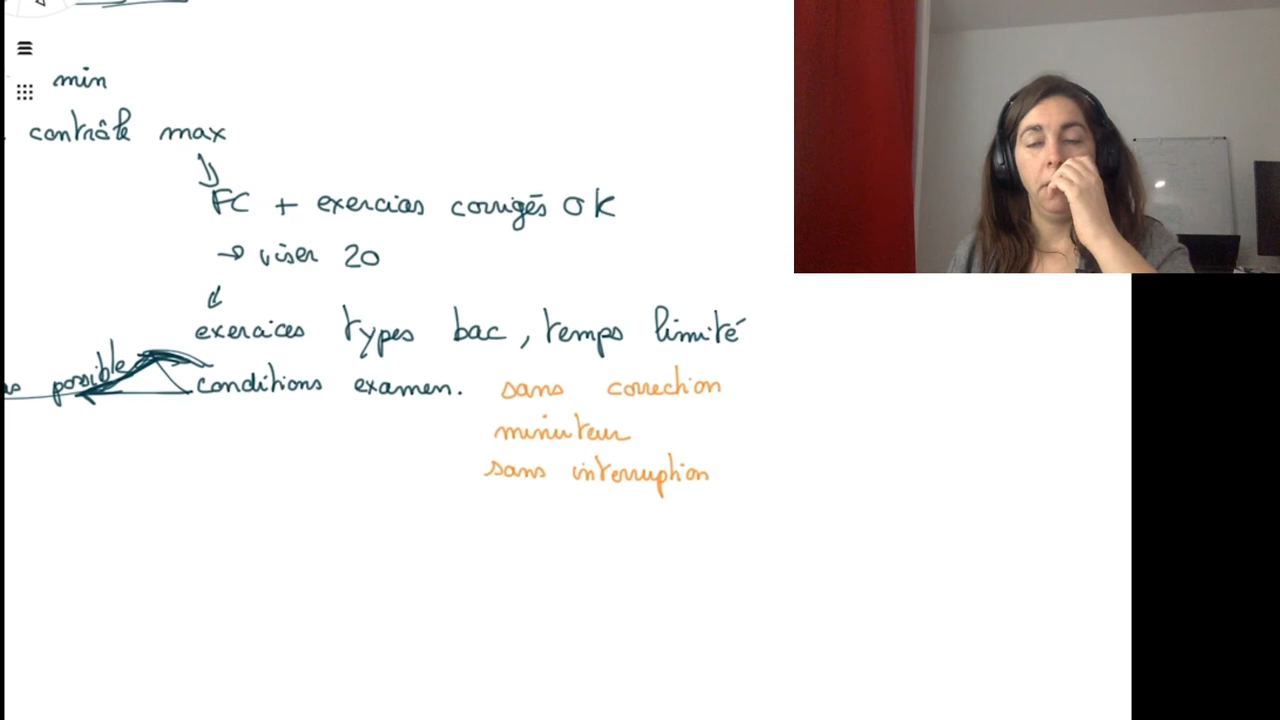 min
contrôle max
FC + exercices corrigés OK
→ viser 20
exercices types bac, temps limité
possible
conditions examen. sans correction
minuteur
sans interruption